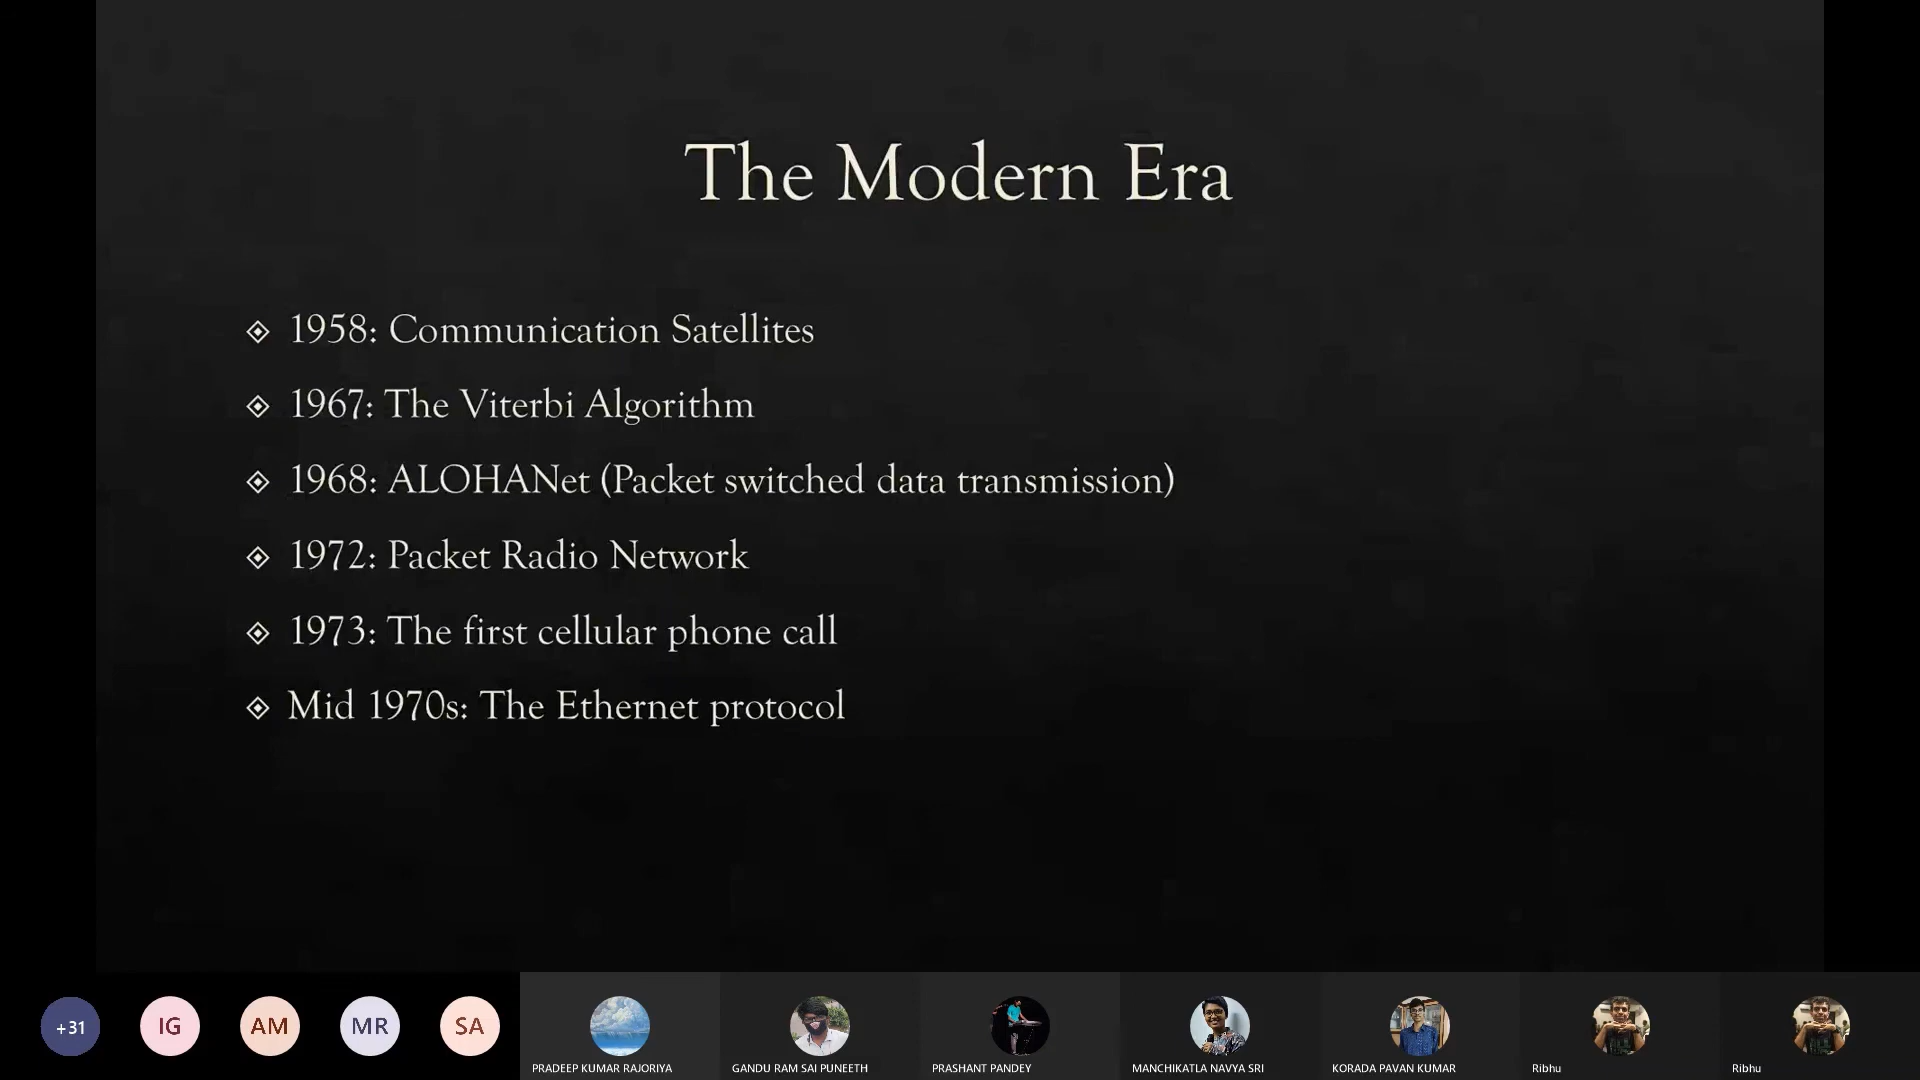 The Modern Era
1958: Communication Satellites
1967: The Viterbi Algorithm
1968: ALOHANet (Packet switched data transmission)
1972: Packet Radio Network
1973: The first cellular phone call
Mid 1970s: The Ethernet protocol
+31
IG
AM
MR
SA
PRADEEP KUMAR RAJORIYA
GANDU RAM SAI PUNEETH
PRASHANT PANDEY
MANCHIKATLA NAVYA SRI
KORADA PAVAN KUMAR
Ribhu
Ribhu